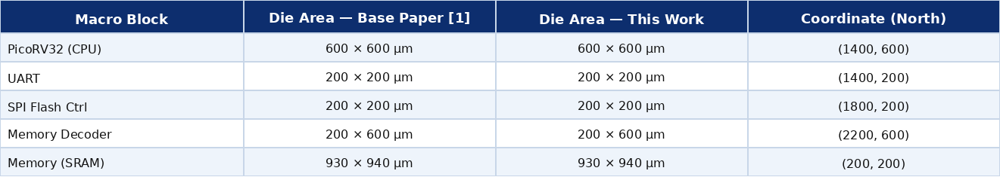 Macro Block Die Area — Base Paper [1] Die Area — This Work Coordinate (North)
PicoRV32 (CPU) 600 × 600 µm 600 × 600 µm (1400, 600)
UART 200 × 200 µm 200 × 200 µm (1400, 200)
SPI Flash Ctrl 200 × 200 µm 200 × 200 µm (1800, 200)
Memory Decoder 200 × 600 µm 200 × 600 µm (2200, 600)
Memory (SRAM) 930 × 940 µm 930 × 940 µm (200, 200)